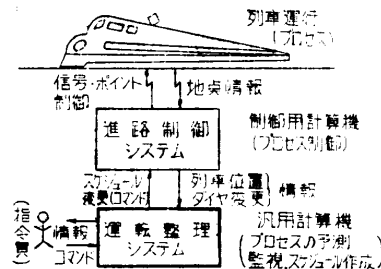 列車運行
(プロセス)
信号・ポイント
制御
地点情報
進路制御
システム
制御用計算機
(プロセス制御)
スケジュール
変更(コマンド)
列車位置
ダイヤ変更
情報
(指令員)
情報
コマンド
運転整理
システム
汎用計算機
(プロセスの予測
監視,スケジュール作成)